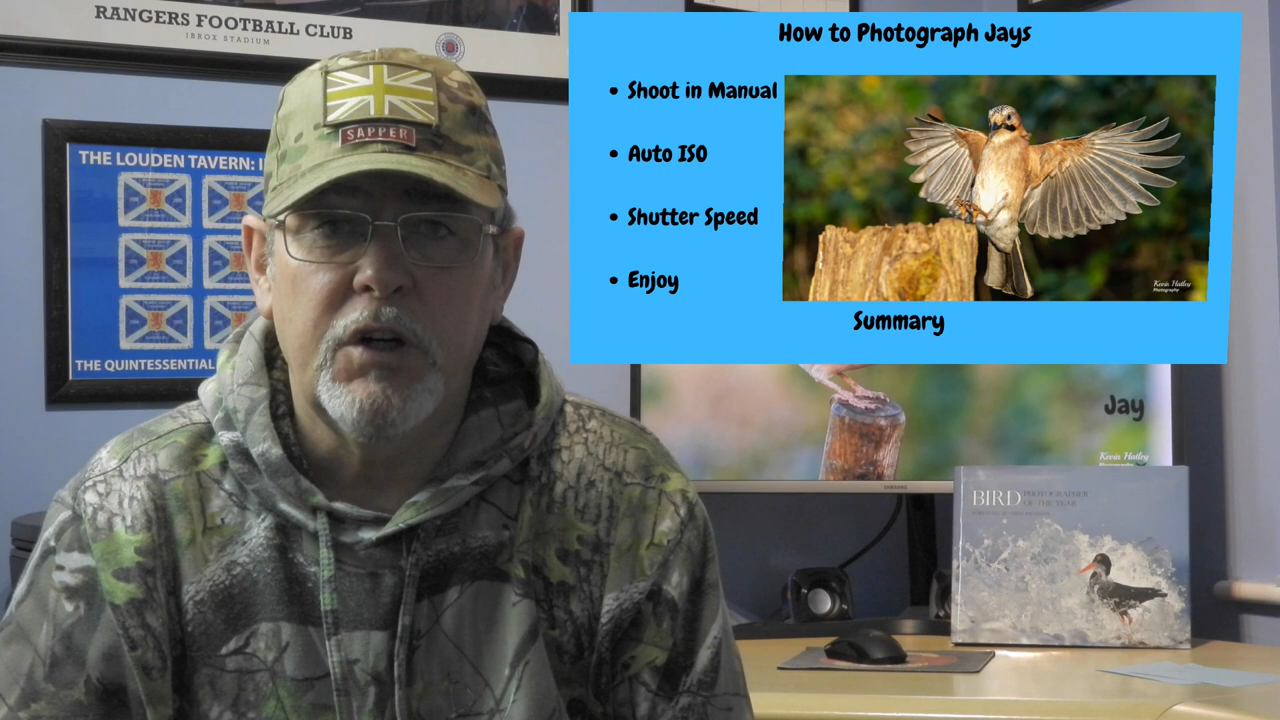 RANGERS FOOTBALL CLUB
IBROX STADIUM
SAPPER
THE LOUDEN TAVERN:
THE QUINTESSENTIAL
How to Photograph Jays
• Shoot in Manual
• Auto ISO
• Shutter Speed
• Enjoy
Kevin Hatley
Photography
Summary
Jay
Kevin Hatley
Photography
SAMSUNG
BIRD PHOTOGRAPHER
OF THE YEAR